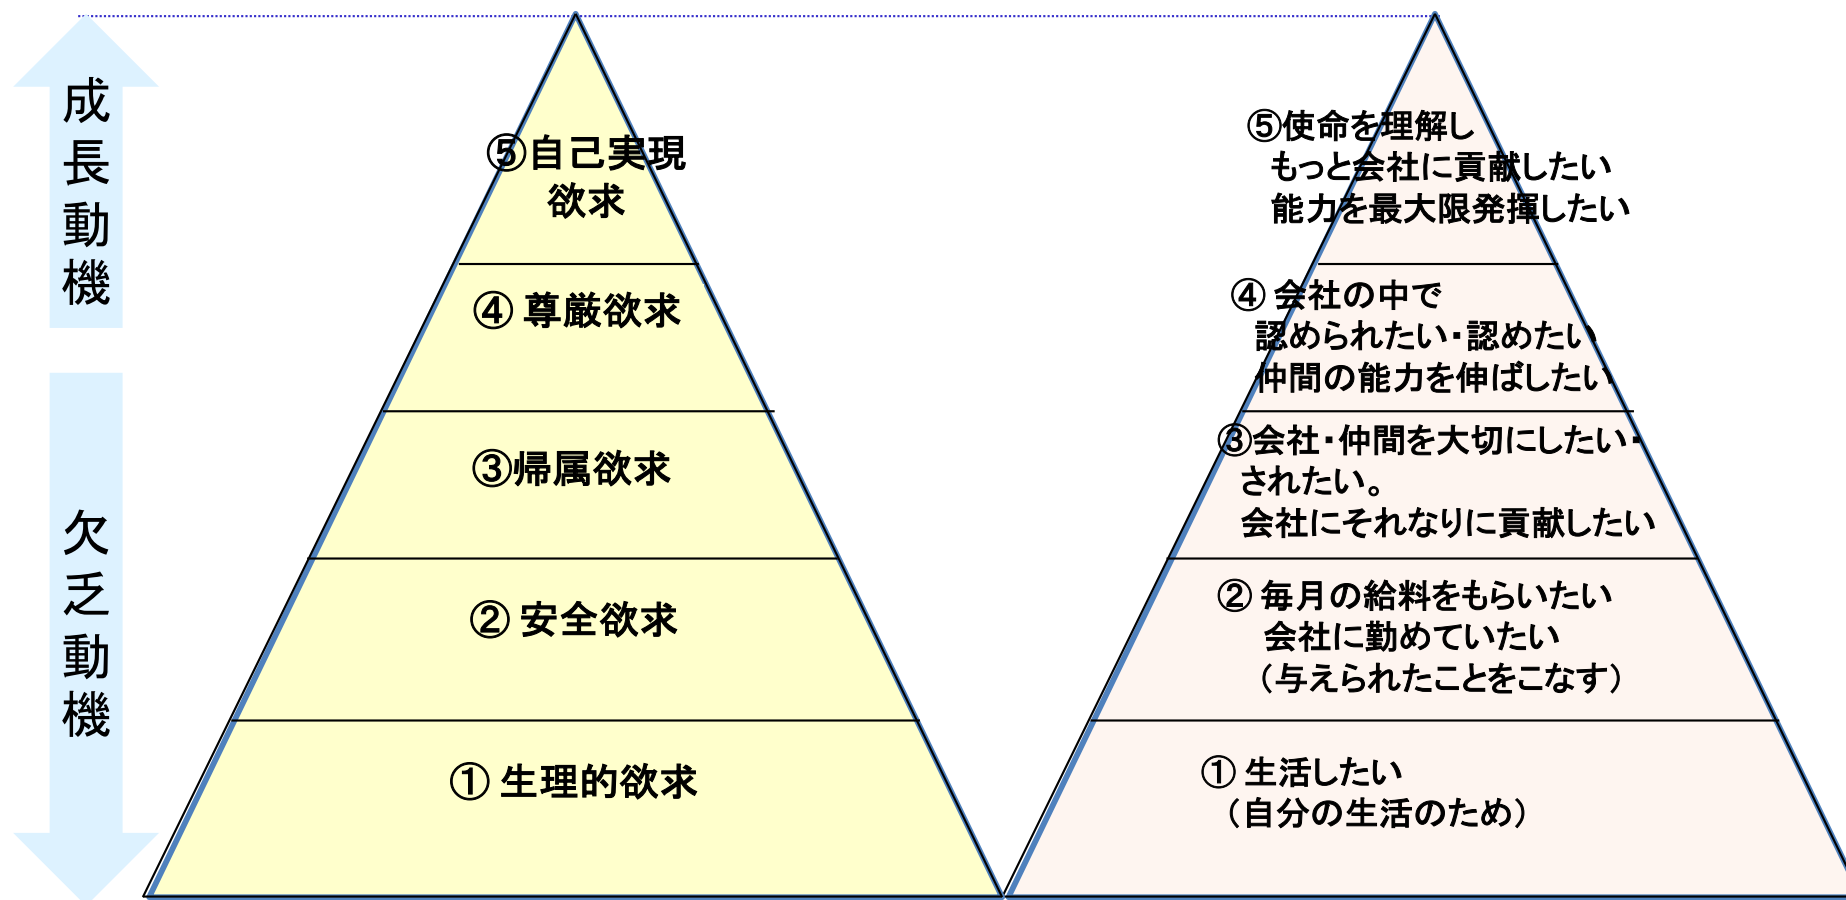 成長動機
欠乏動機
⑤自己実現
欲求
④ 尊厳欲求
③帰属欲求
② 安全欲求
① 生理的欲求
⑤使命を理解し
もっと会社に貢献したい
能力を最大限発揮したい
④ 会社の中で
認められたい・認めたい
仲間の能力を伸ばしたい
③会社・仲間を大切にしたい・
されたい。
会社にそれなりに貢献したい
② 毎月の給料をもらいたい
会社に勤めていたい
（与えられたことをこなす）
① 生活したい
（自分の生活のため）